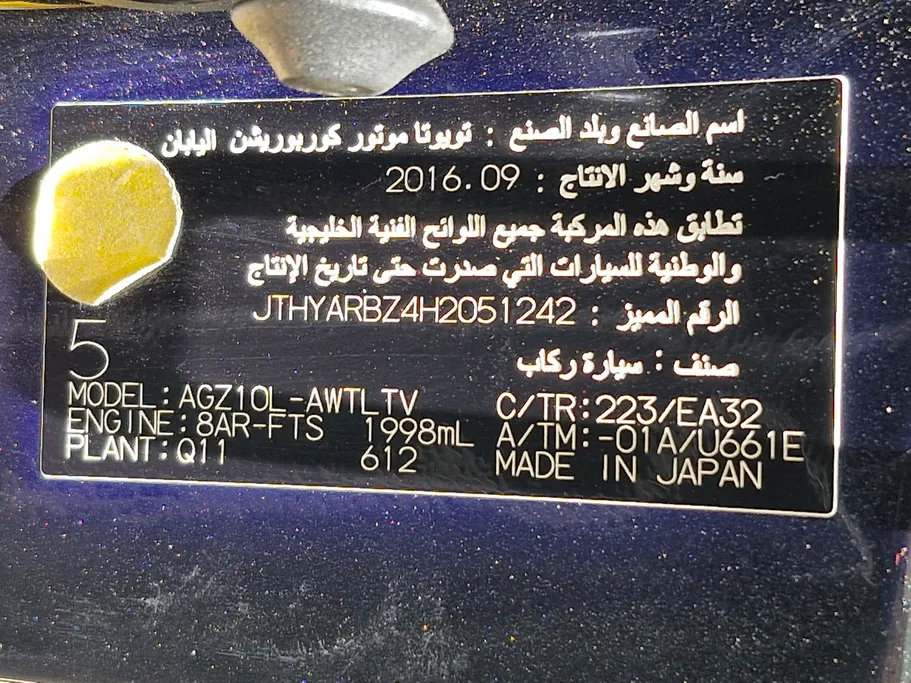 اسم الصانع وبلد الصنع : تويوتا موتور كوربوريشن اليابان
سنة وشهر الانتاج : 2016.09
تطابق هذه المركبة جميع اللوائح الفنية الخليجية
والوطنية للسيارات التي صدرت حتى تاريخ الإنتاج
الرقم المميز : JTHYARBZ4H2051242
صنف : سيارة ركاب
5
MODEL:AGZ10L-AWTLTV C/TR:223/EA32
ENGINE:8AR-FTS 1998mL A/TM:-01A/U661E
PLANT:Q11 612 MADE IN JAPAN